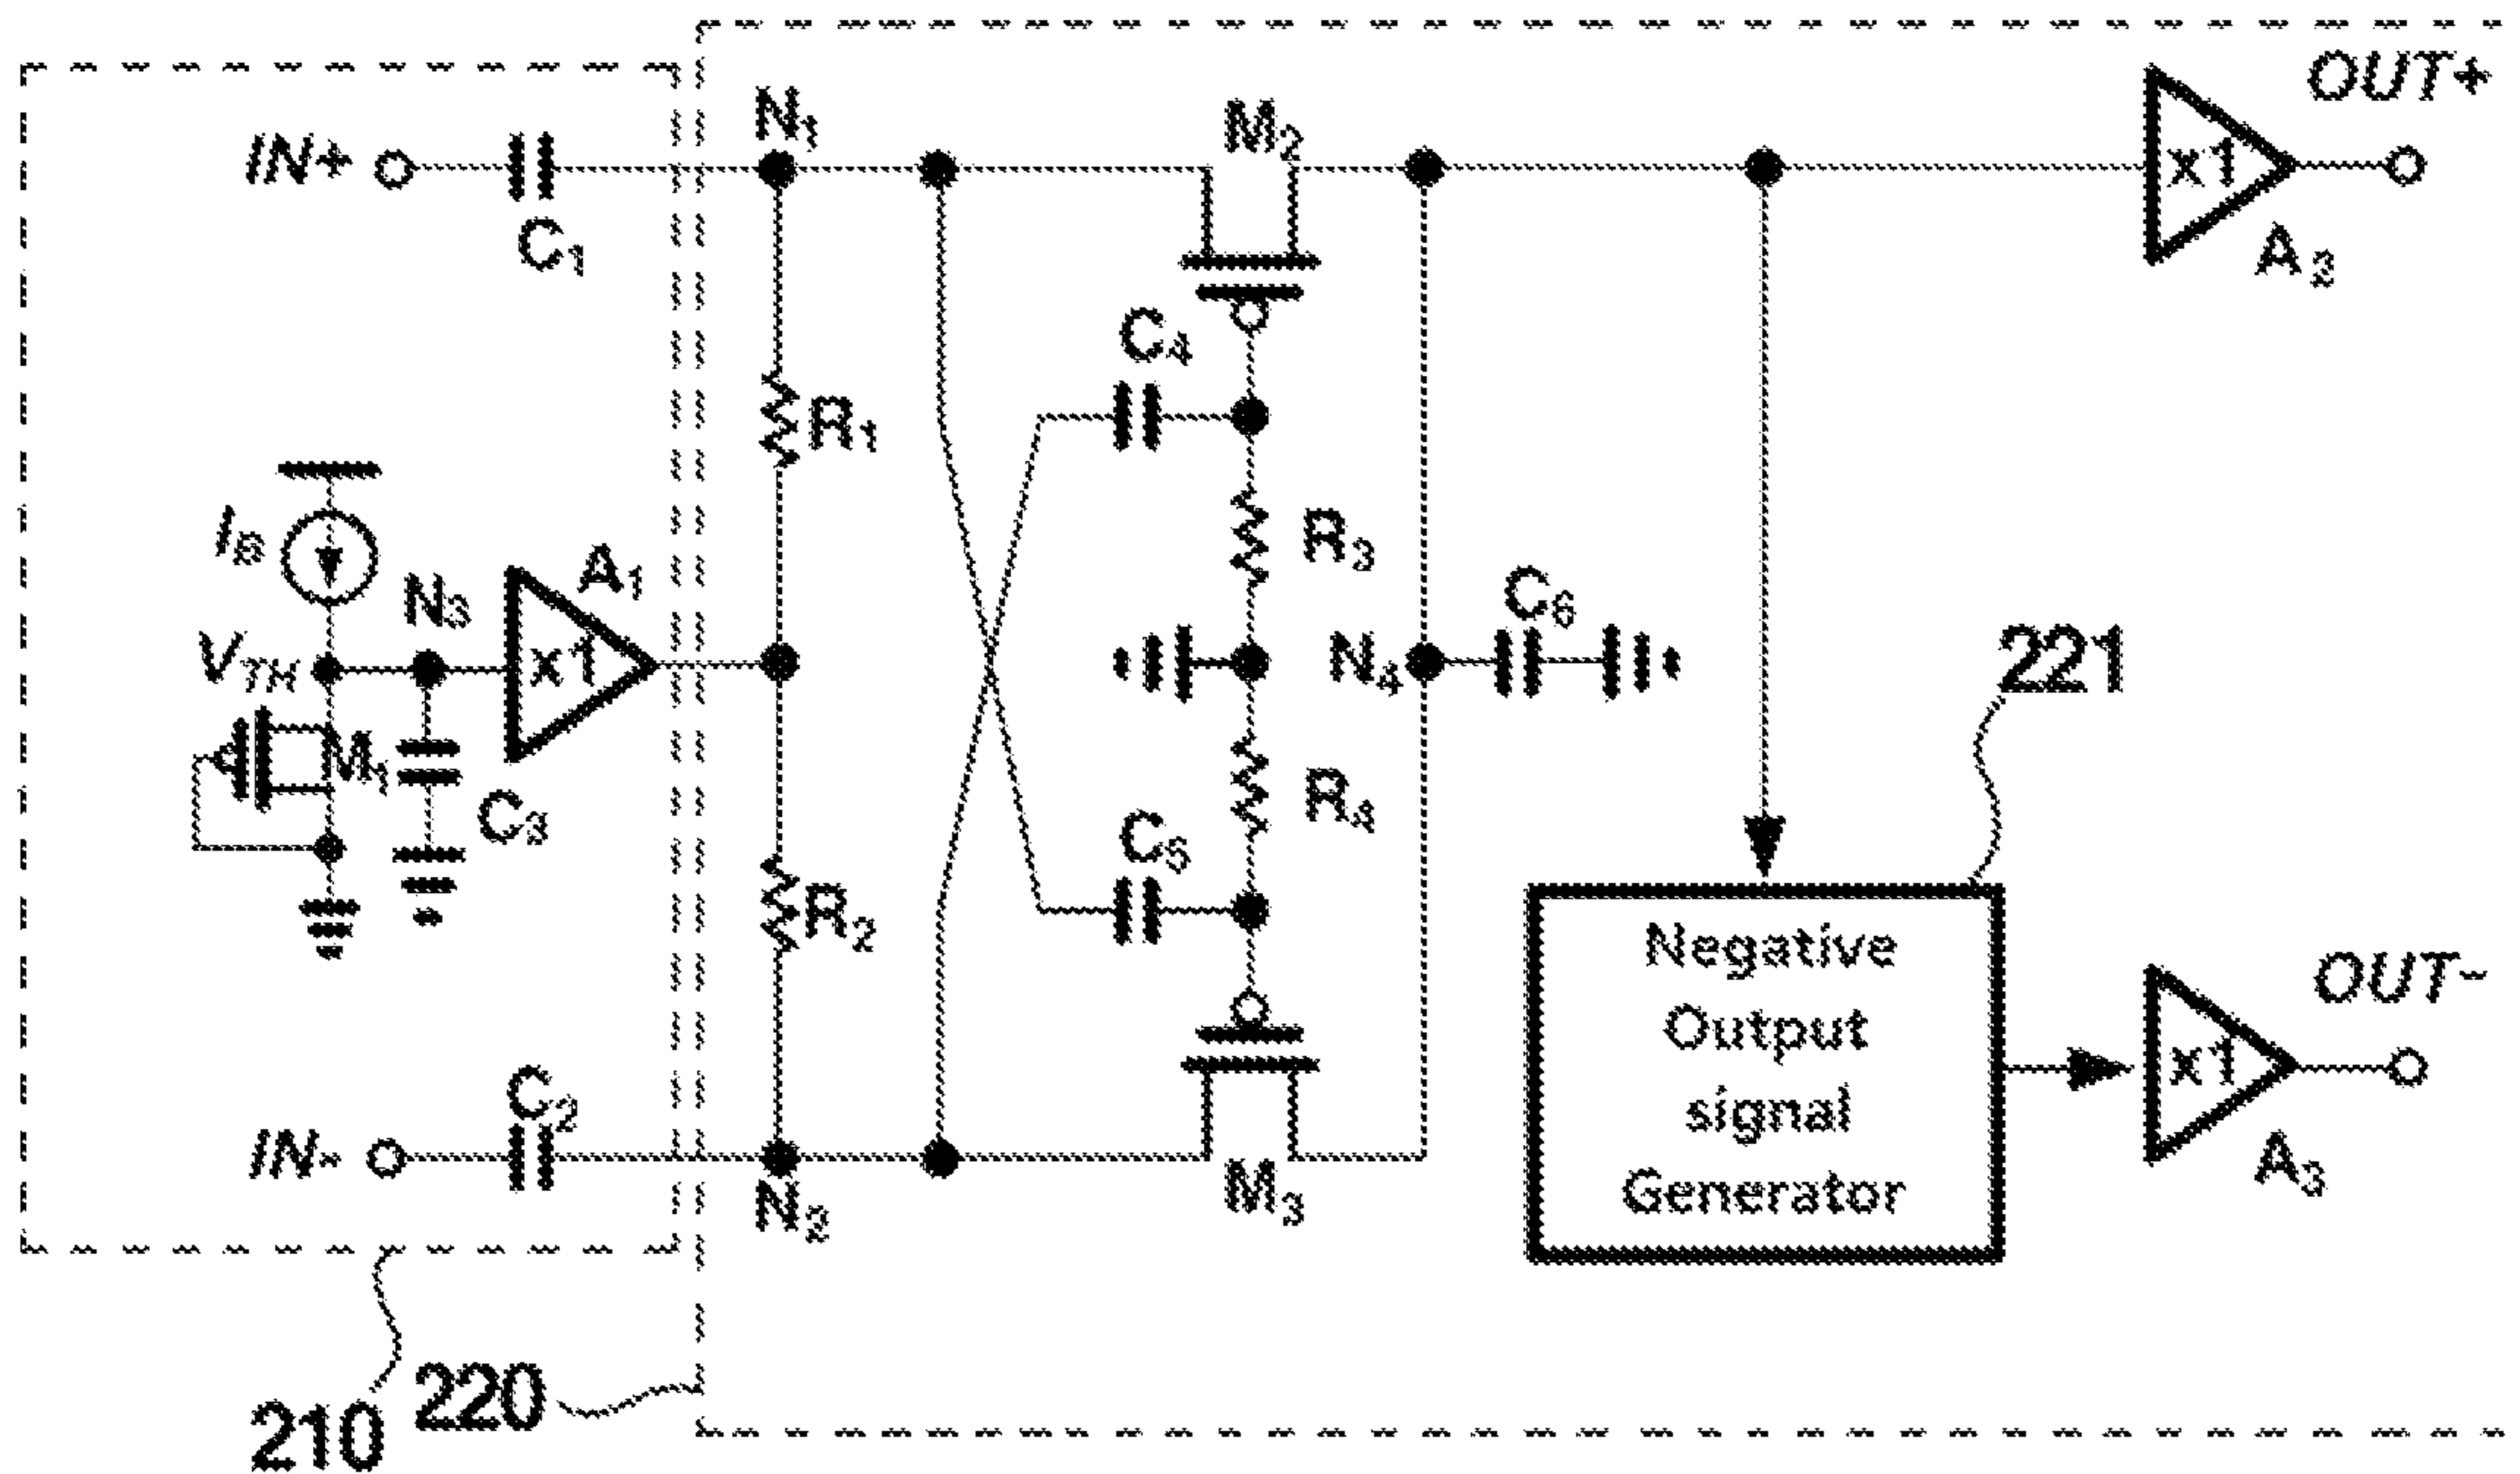 OUT+
N1
M2
IN+
x1
C1
A2
C4
R1
IB
R3
A1
N3
C6
VTH
x1
N4
221
M1
R4
C3
C5
R2
Negative
Output
signal
Generator
OUT-
x1
C2
IN-
A3
N2
M3
210
220